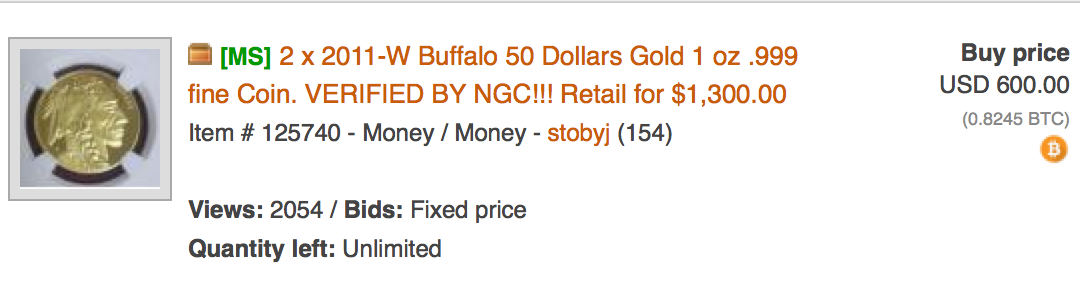 [MS] 2 x 2011-W Buffalo 50 Dollars Gold 1 oz .999
fine Coin. VERIFIED BY NGC!!! Retail for $1,300.00
Item # 125740 - Money / Money - stobyj (154)
Views: 2054 / Bids: Fixed price
Quantity left: Unlimited
Buy price
USD 600.00
(0.8245 BTC)